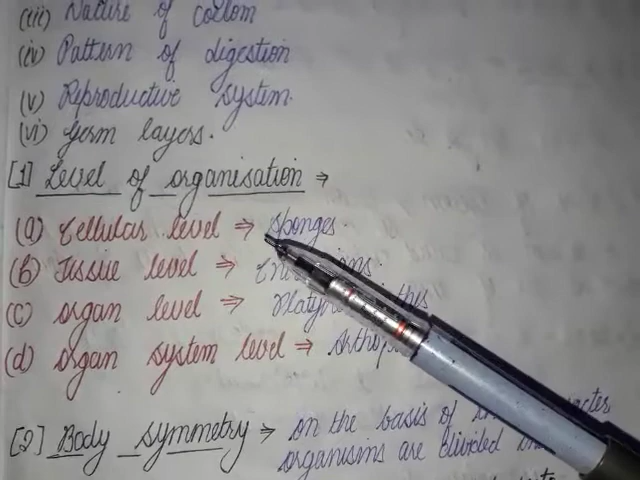 (iii) Nature of coelom
(iv) Pattern of digestion
(v) Reproductive system.
(vi) Germ layers.
[1] Level of organisation →
(a) Cellular level ⇒ Sponges.
(b) Tissue level ⇒
(c) organ level ⇒
(d) organ system level ⇒
[2] Body symmetry ⇒ on the basis of
organisms are divided